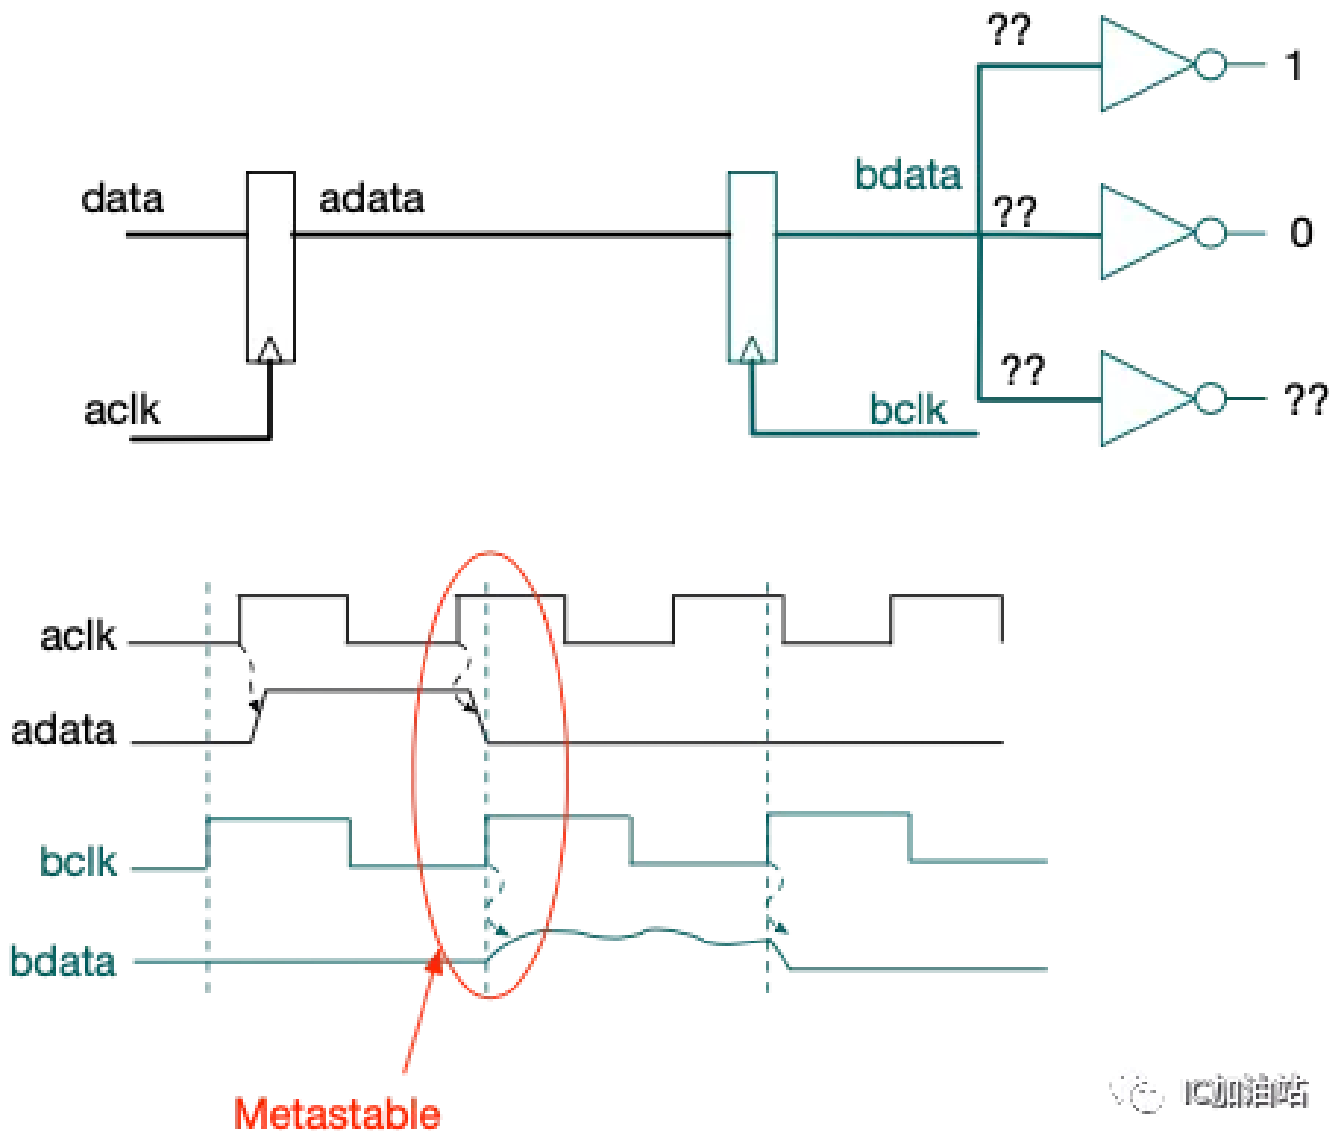 ??
1
data
adata
bdata
??
0
aclk
bclk
??
??
aclk
adata
bclk
bdata
Metastable
IC加油站